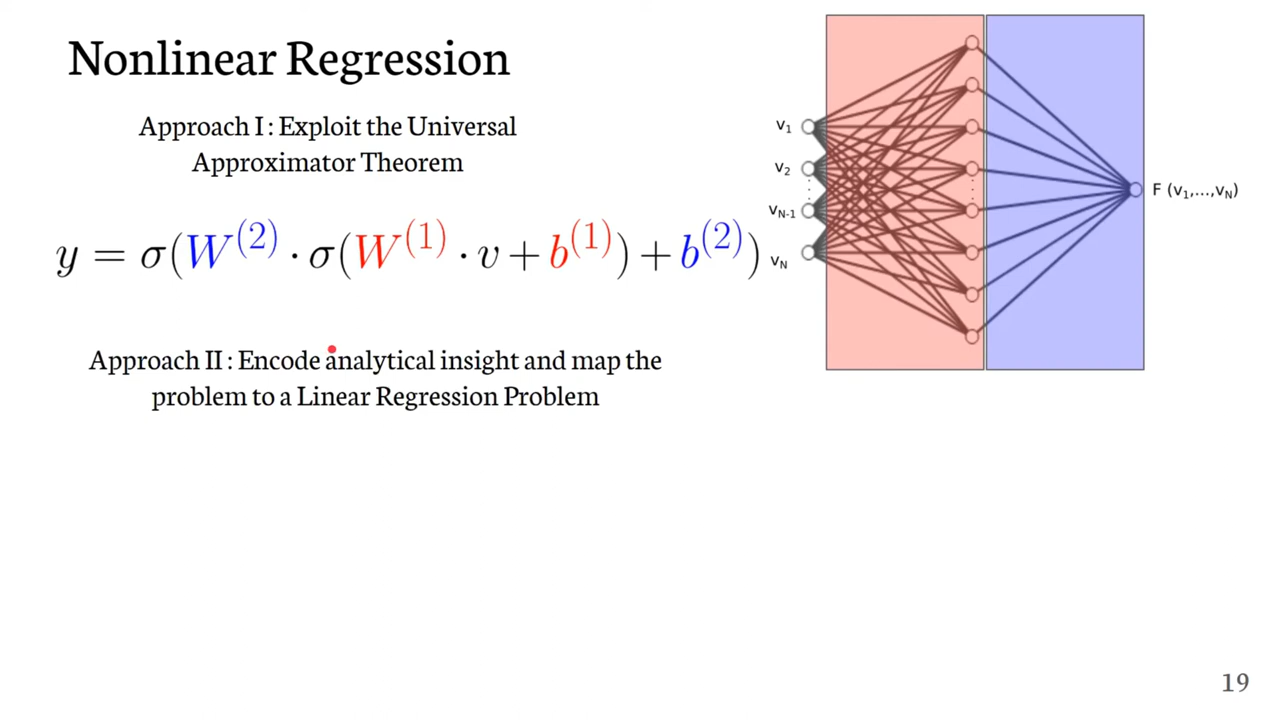 Nonlinear Regression
Approach I : Exploit the Universal
Approximator Theorem
y = σ(W^(2) · σ(W^(1) · v + b^(1)) + b^(2))
Approach II : Encode analytical insight and map the
problem to a Linear Regression Problem
v₁
v₂
v_N-1
v_N
F (v₁,...,v_N)
19